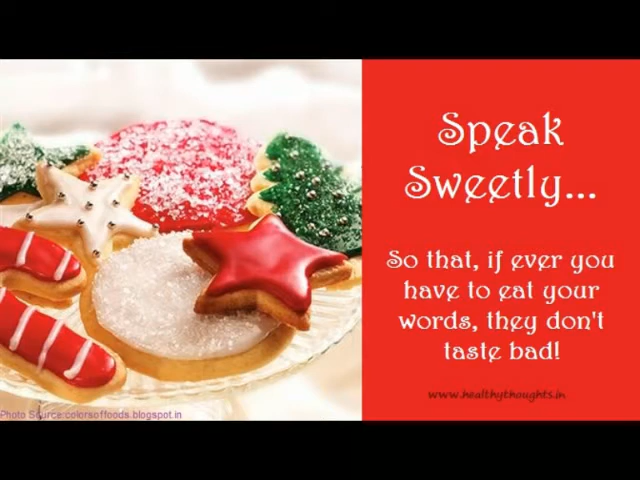 Speak
Sweetly...
So that, if ever you
have to eat your
words, they don't
taste bad!
www.healthythoughts.in
Photo Source:colorsoffoods.blogspot.in